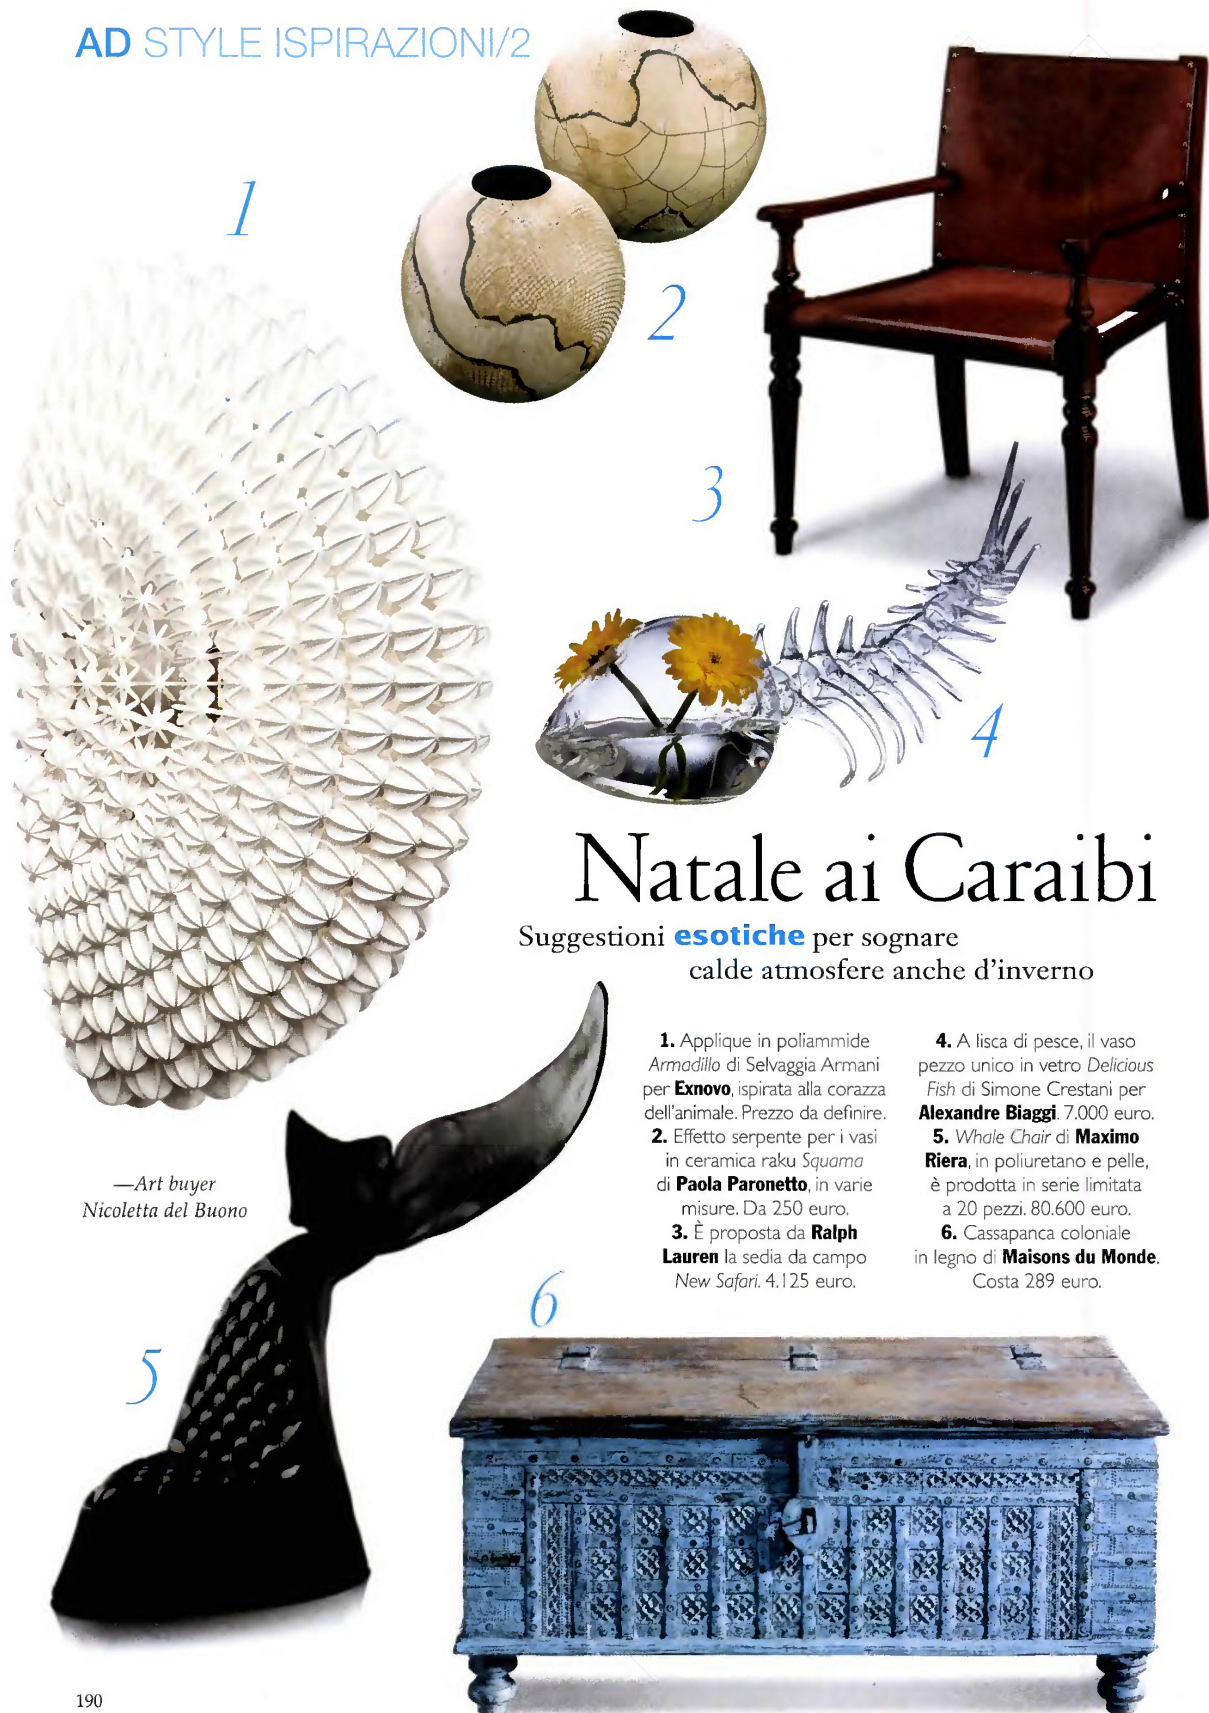 AD STYLE ISPIRAZIONI/2
1
2
3
4
Natale ai Caraibi
Suggestioni esotiche per sognare
calde atmosfere anche d'inverno
1. Applique in poliammide
Armadillo di Selvaggia Armani
per Exnovo, ispirata alla corazza
dell'animale. Prezzo da definire.
2. Effetto serpente per i vasi
in ceramica raku Squama
di Paola Paronetto, in varie
misure. Da 250 euro.
3. È proposta da Ralph
Lauren la sedia da campo
New Safari. 4.125 euro.
4. A lisca di pesce, il vaso
pezzo unico in vetro Delicious
Fish di Simone Crestani per
Alexandre Biaggi. 7.000 euro.
5. Whale Chair di Maximo
Riera, in poliuretano e pelle,
è prodotta in serie limitata
a 20 pezzi. 80.600 euro.
6. Cassapanca coloniale
in legno di Maisons du Monde.
Costa 289 euro.
—Art buyer
Nicoletta del Buono
5
6
190